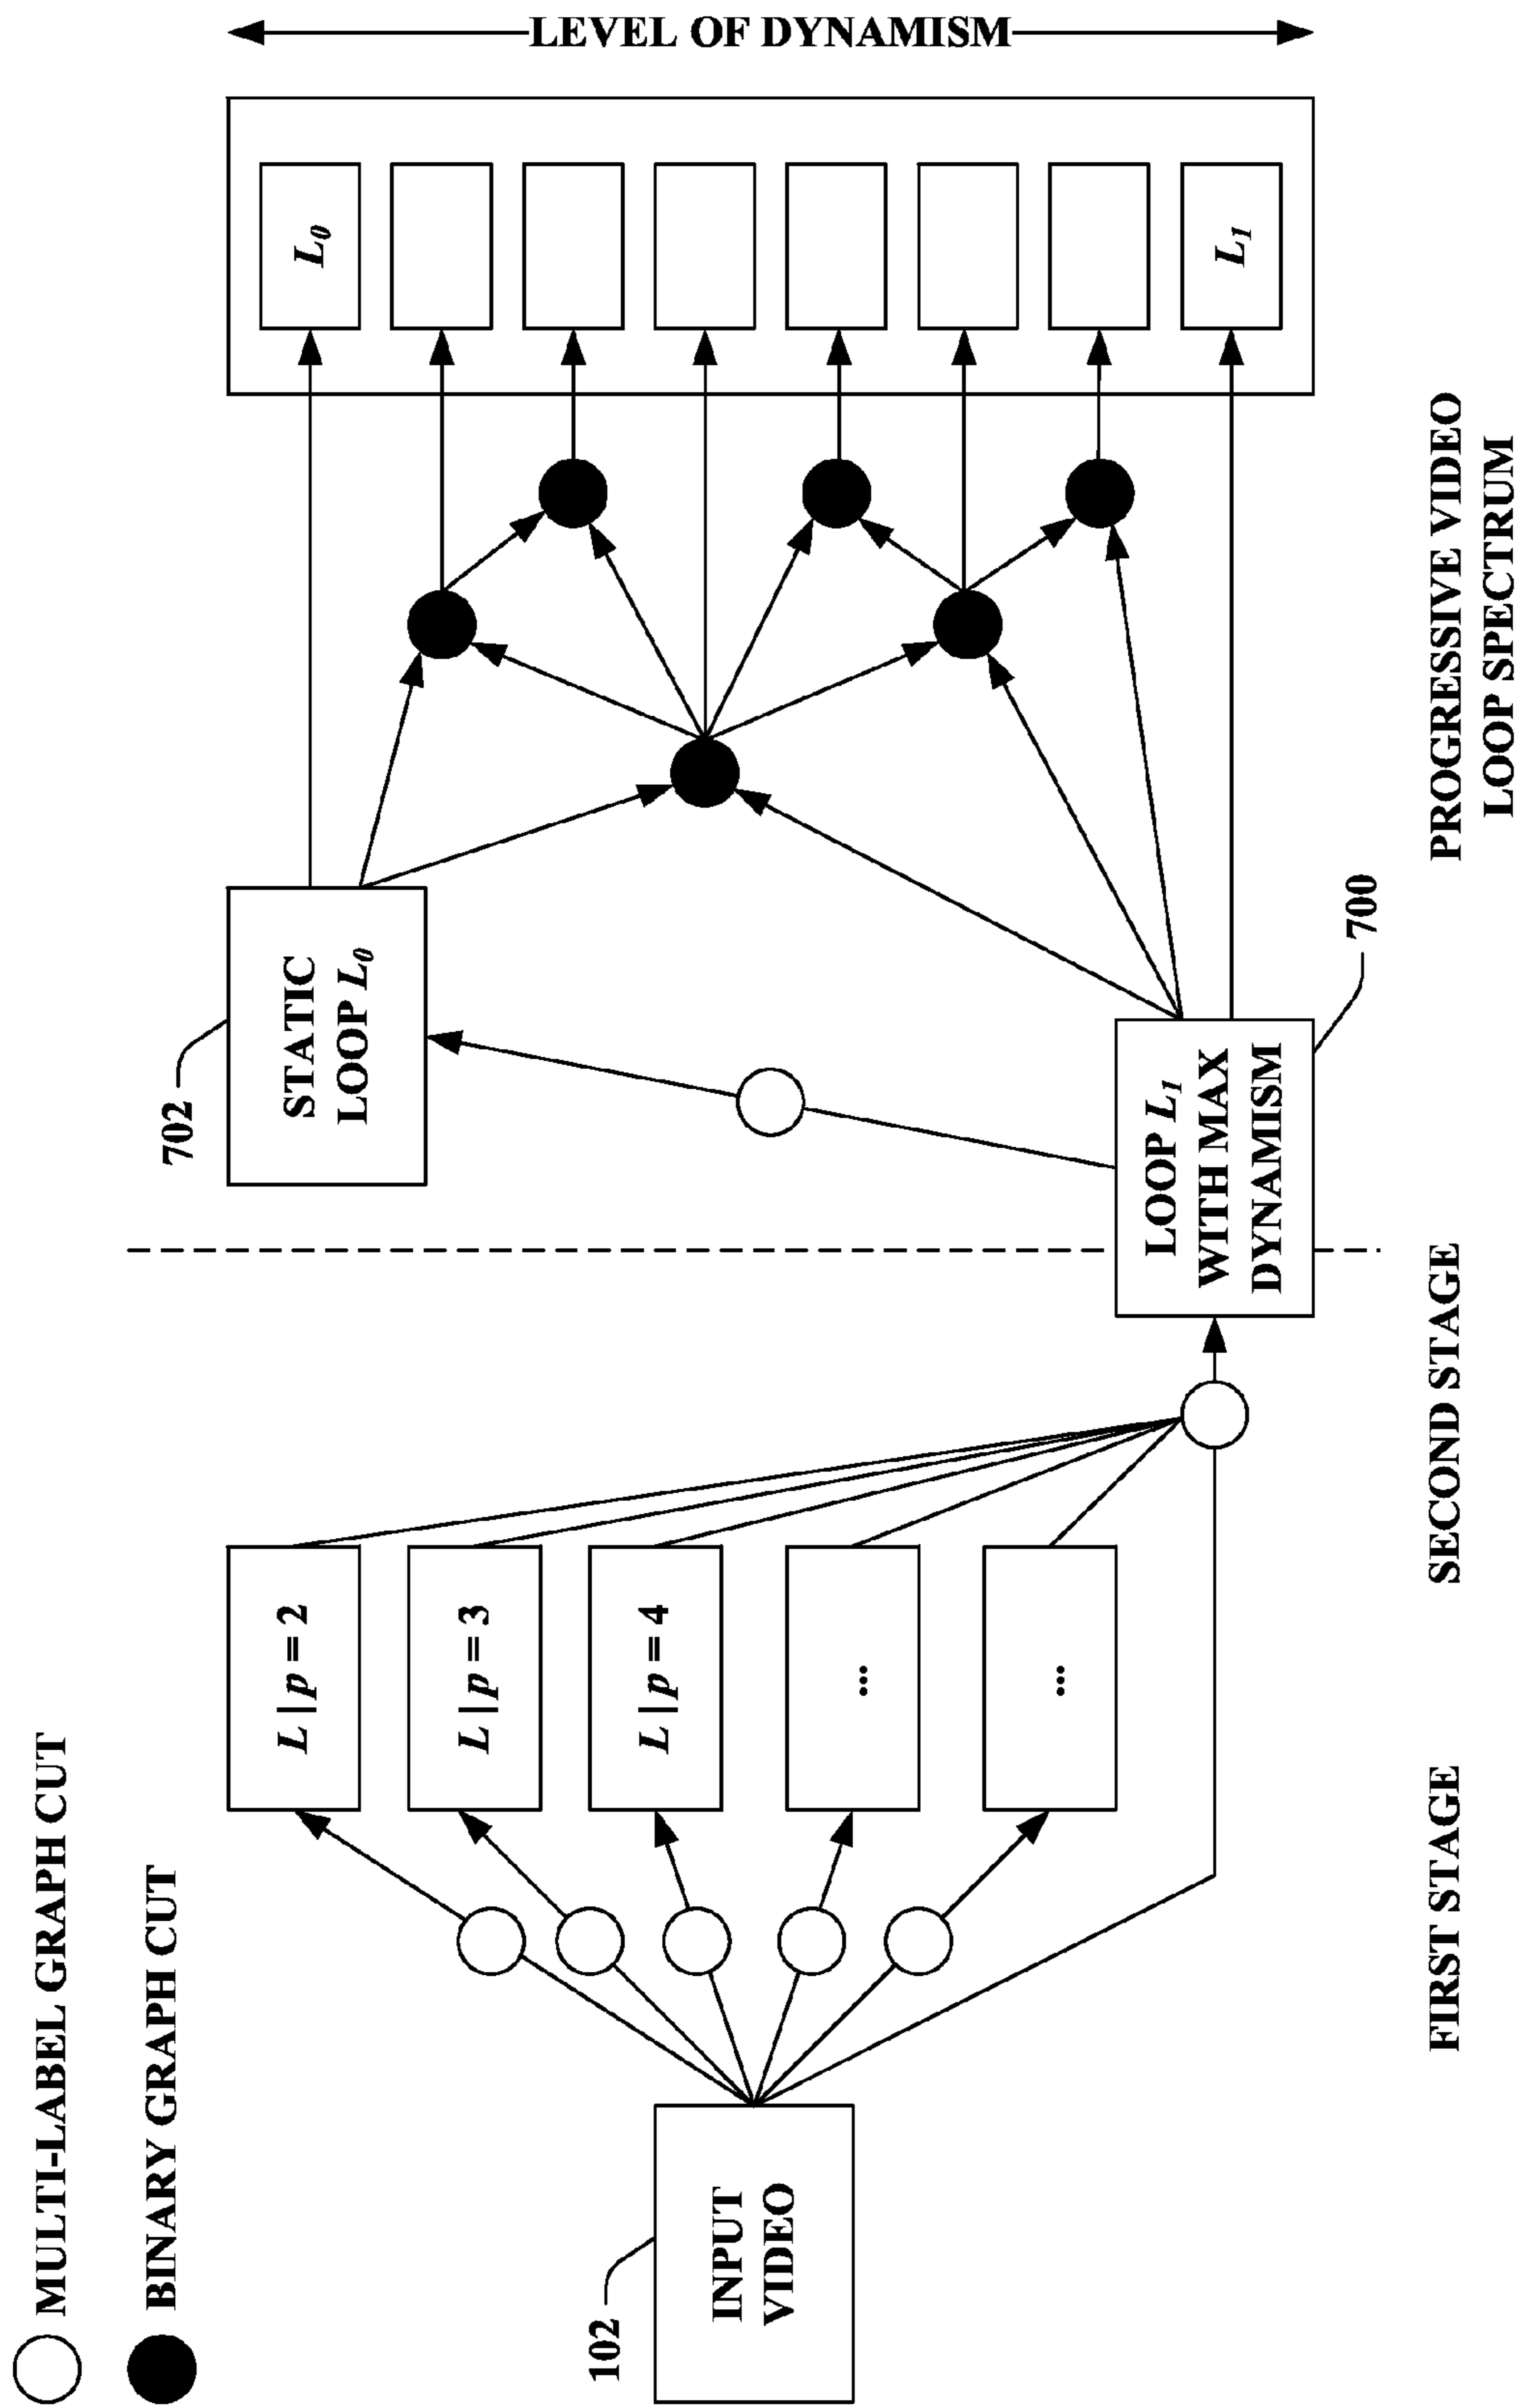 MULTI-LABEL GRAPH CUT
BINARY GRAPH CUT
102
INPUT
VIDEO
L | p = 2
L | p = 3
L | p = 4
...
...
702
STATIC
LOOP L0
LOOP L1
WITH MAX
DYNAMISM
700
L0
L1
LEVEL OF DYNAMISM
FIRST STAGE
SECOND STAGE
PROGRESSIVE VIDEO
LOOP SPECTRUM